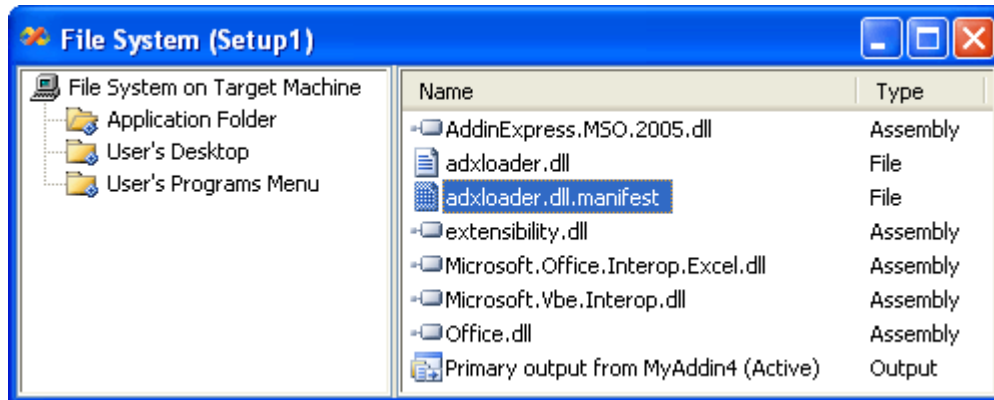 File System (Setup1)
File System on Target Machine
Application Folder
User's Desktop
User's Programs Menu
Name Type
AddinExpress.MSO.2005.dll Assembly
adxloader.dll File
adxloader.dll.manifest File
extensibility.dll Assembly
Microsoft.Office.Interop.Excel.dll Assembly
Microsoft.Vbe.Interop.dll Assembly
Office.dll Assembly
Primary output from MyAddin4 (Active) Output